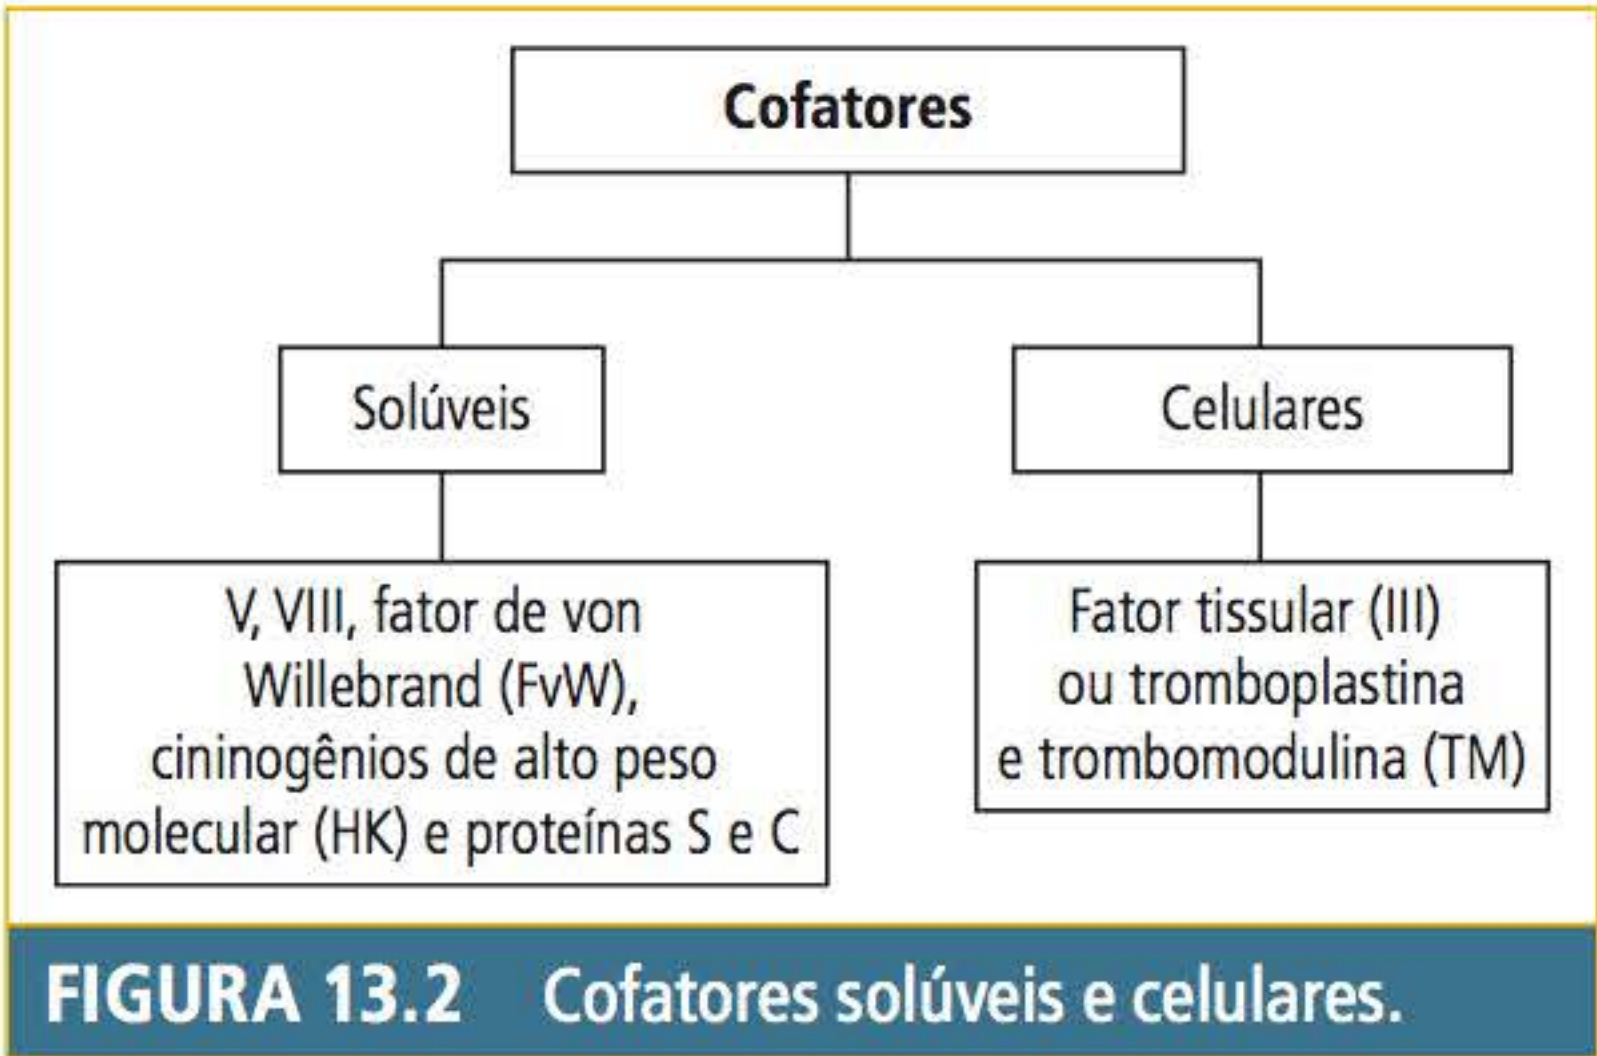 Cofatores
Solúveis
Celulares
V, VIII, fator de von
Willebrand (FvW),
cininogênios de alto peso
molecular (HK) e proteínas S e C
Fator tissular (III)
ou tromboplastina
e trombomodulina (TM)
FIGURA 13.2 Cofatores solúveis e celulares.